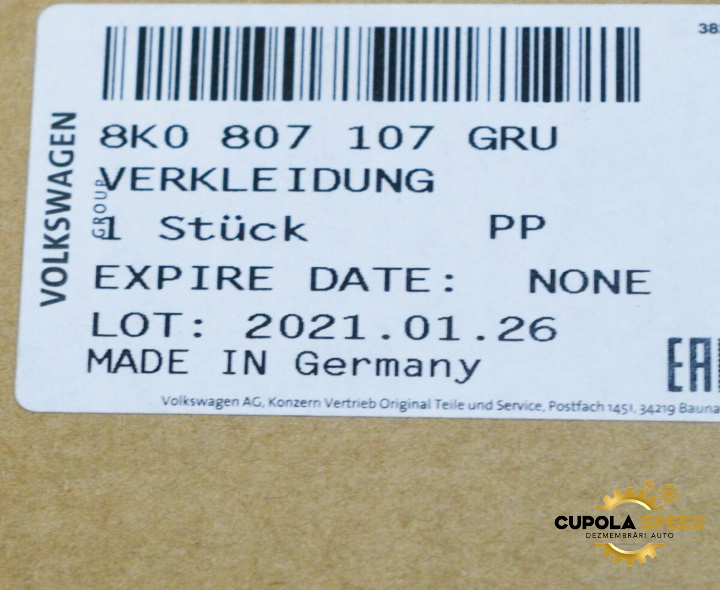 8K0 807 107 GRU
VERKLEIDUNG
1 Stück PP
EXPIRE DATE: NONE
LOT: 2021.01.26
MADE IN Germany
VOLKSWAGEN
GROUP
Volkswagen AG, Konzern Vertrieb Original Teile und Service, Postfach 1451, 34219 Bauna
CUPOLA SPEED
DEZMEMBRĂRI AUTO